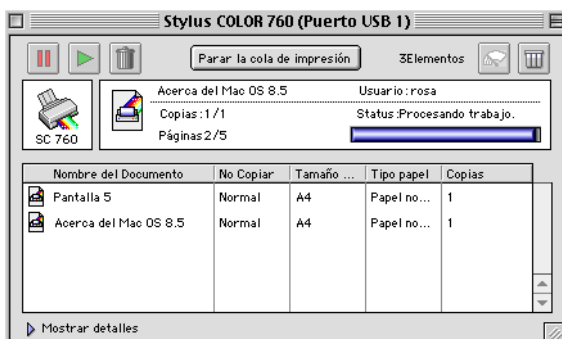 Stylus COLOR 760 (Puerto USB 1)
Parar la cola de impresión 3Elementos
SC 760
Acerca del Mac OS 8.5 Usuario:rosa
Copias:1/1 Status:Procesando trabajo.
Páginas2/5
Nombre del Documento No Copiar Tamaño ... Tipo papel Copias
Pantalla 5 Normal A4 Papel no... 1
Acerca del Mac OS 8.5 Normal A4 Papel no... 1
Mostrar detalles